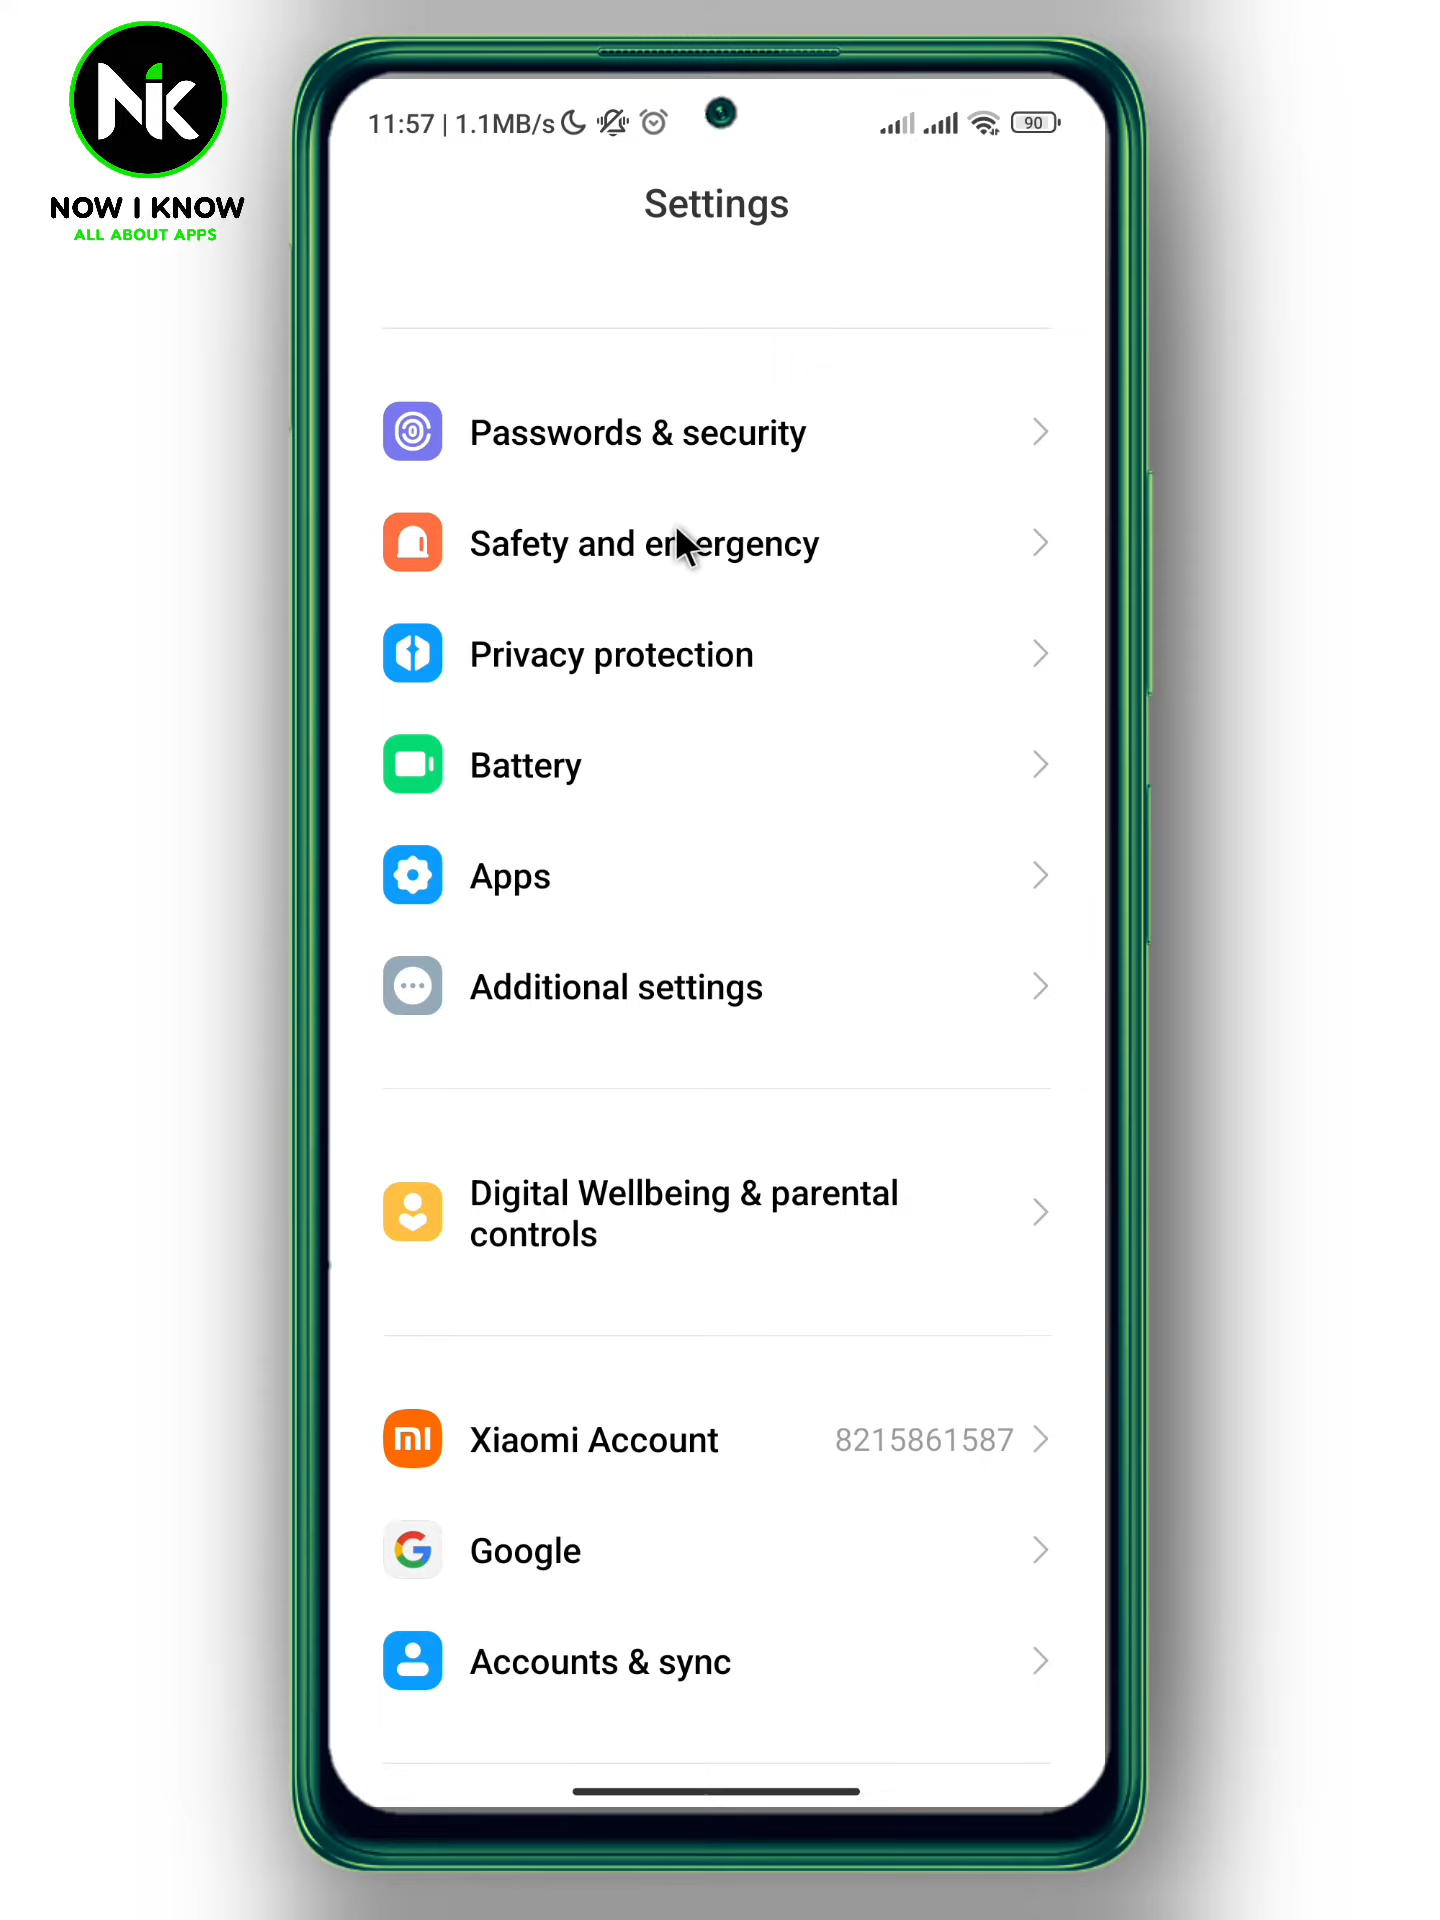 NIK
NOW I KNOW
ALL ABOUT APPS
11:57 | 1.1MB/s
90
Settings
Passwords & security
Safety and emergency
Privacy protection
Battery
Apps
Additional settings
Digital Wellbeing & parental
controls
Xiaomi Account 8215861587
Google
Accounts & sync